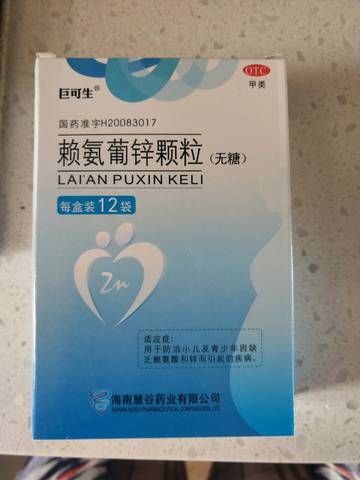 巨可生
OTC
甲类
国药准字H20083017
赖氨葡锌颗粒(无糖)
LAI'AN PUXIN KELI
每盒装12袋
Zn
适应症:
用于防治小儿及青少年因缺
乏赖氨酸和锌而引起的疾病。
海南慧谷药业有限公司
HAINAN HUIGU PHARMACEUTICAL CORPORATION, LTD